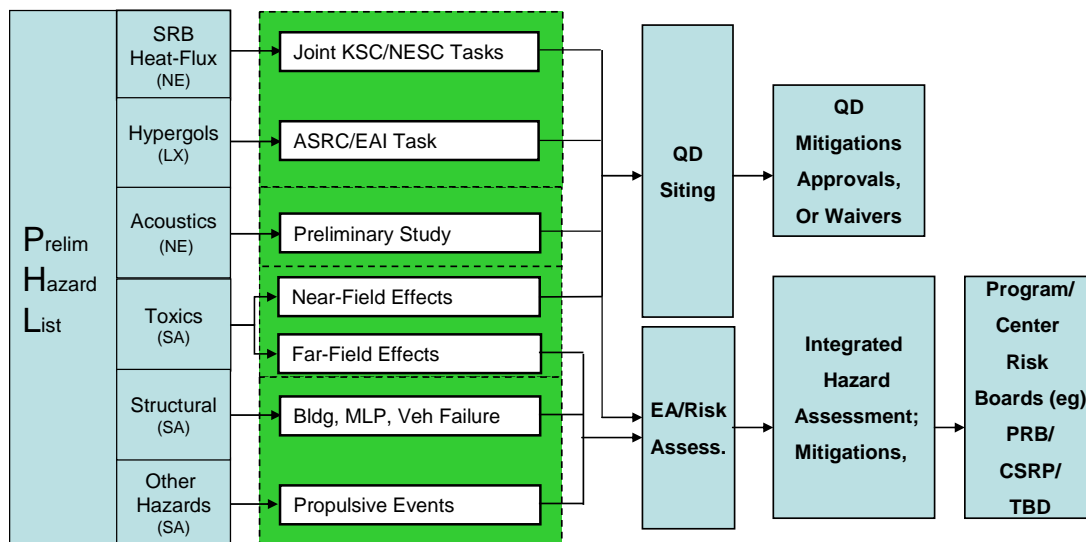 Prelim
Hazard
List
SRB
Heat-Flux
(NE)
Hypergols
(LX)
Acoustics
(NE)
Toxics
(SA)
Structural
(SA)
Other
Hazards
(SA)
Joint KSC/NESC Tasks
ASRC/EAI Task
Preliminary Study
Near-Field Effects
Far-Field Effects
Bldg, MLP, Veh Failure
Propulsive Events
QD
Siting
EA/Risk
Assess.
QD
Mitigations
Approvals,
Or Waivers
Integrated
Hazard
Assessment;
Mitigations,
Program/
Center
Risk
Boards (eg)
PRB/
CSRP/
TBD